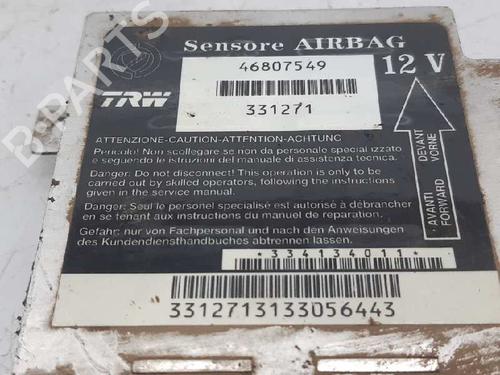 Sensore AIRBAG
46807549
12 V
TRW
331271
ATTENZIONE-CAUTION-ATTENTION-ACHTUNG
Pericolo! Non scollegare se non da personale specializzato
e seguendo le istruzioni del manuale di assistenza tecnica.
Danger: Do not disconnect! This operation is only to be
carried out by skilled operators, following the instructions
given in the service manual.
Danger: Seul le personel specialisé est autorisé à débrancher
en se tenant aux instructions du manuel de reparation.
Gefahr: nur von Fachpersonal und nach den Anweisungen
des Kundendiensthandbuches abtrennen lassen.
AVANTI DEVANT
FORWARD VORNE
*334134011*
3312713133056443
B-PARTS